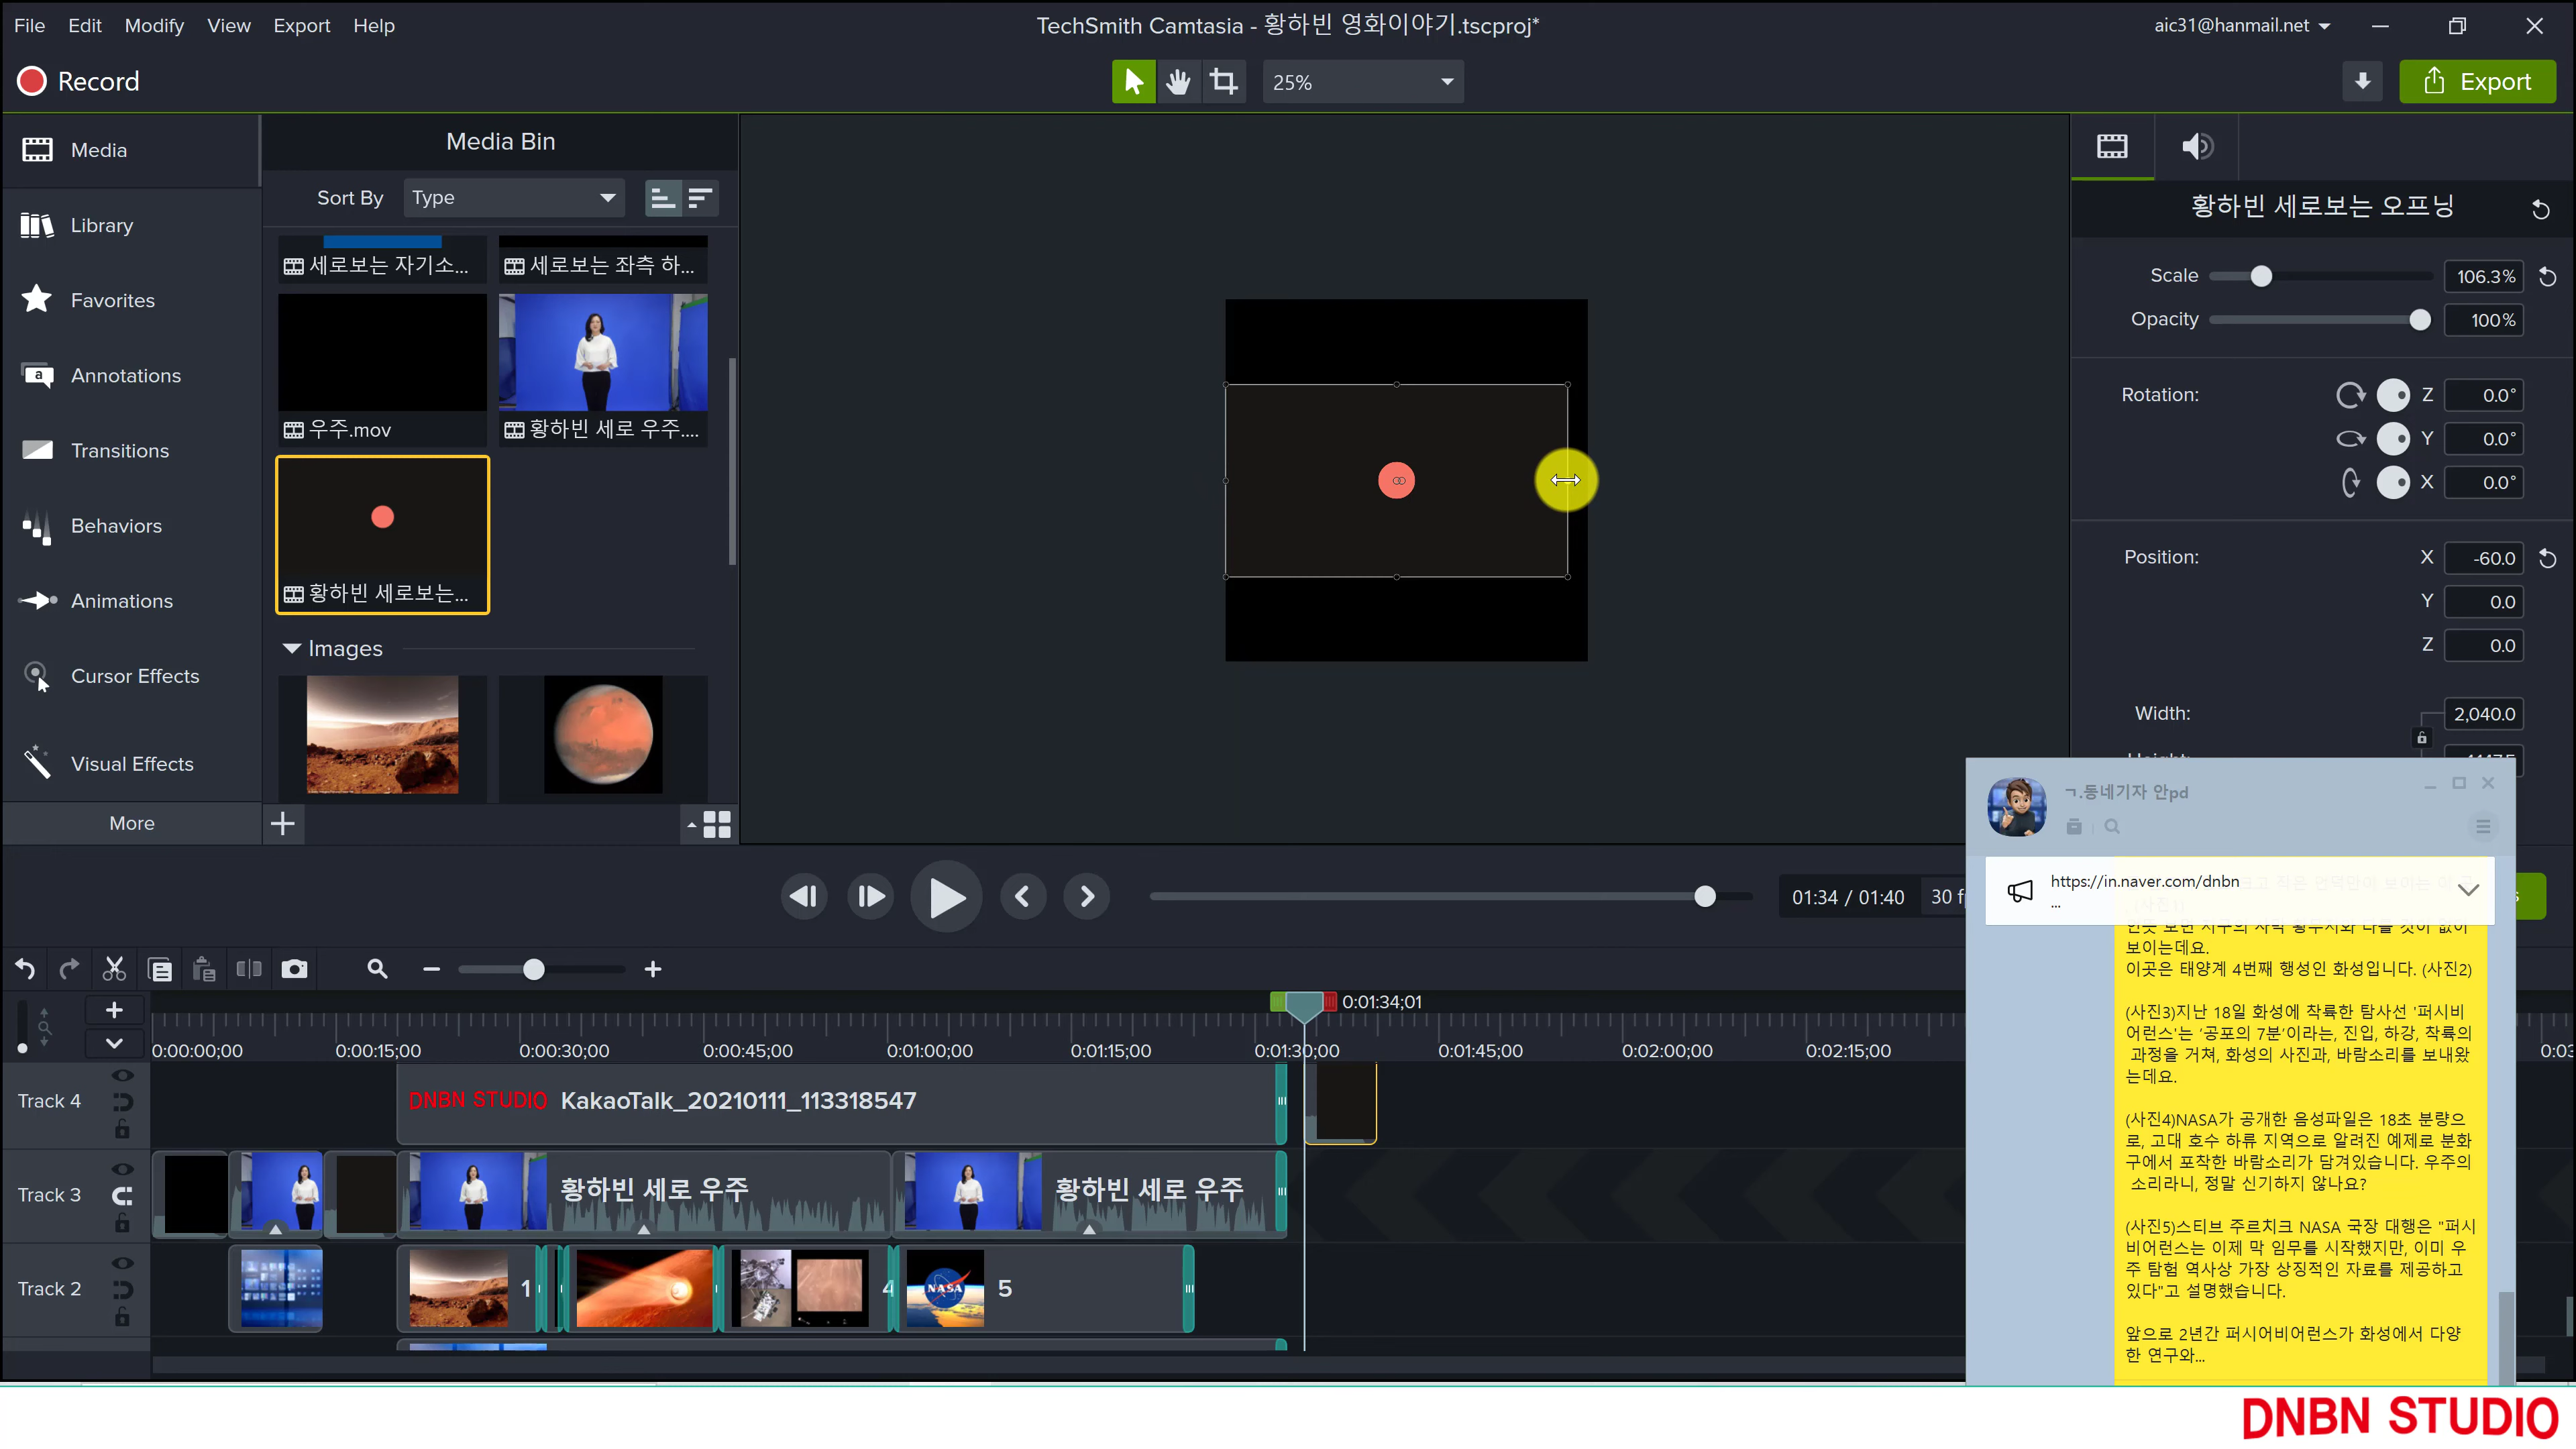 File Edit Modify View Export Help
TechSmith Camtasia - 황하빈 영화이야기.tscproj*
aic31@hanmail.net
Record
25%
Export
Media
Library
Favorites
Annotations
Transitions
Behaviors
Animations
Cursor Effects
Visual Effects
More
Media Bin
Sort By Type
세로보는 자기소...
세로보는 좌측 하...
우주.mov
황하빈 세로 우주....
황하빈 세로보는...
Images
황하빈 세로보는 오프닝
Scale 106.3%
Opacity 100%
Rotation: Z 0.0°
Y 0.0°
X 0.0°
Position: X -60.0
Y 0.0
Z 0.0
Width: 2,040.0
01:34 / 01:40
ㄱ.동네기자 안pd
https://in.naver.com/dnbn
...
보이는데요.
이곳은 태양계 4번째 행성인 화성입니다. (사진2)
(사진3)지난 18일 화성에 착륙한 탐사선 '퍼시비
어런스'는 '공포의 7분'이라는, 진입, 하강, 착륙의
과정을 거쳐, 화성의 사진과, 바람소리를 보내왔
는데요.
(사진4)NASA가 공개한 음성파일은 18초 분량으
로, 고대 호수 하류 지역으로 알려진 예제로 분화
구에서 포착한 바람소리가 담겨있습니다. 우주의
소리라니, 정말 신기하지 않나요?
(사진5)스티브 주르치크 NASA 국장 대행은 "퍼시
비어런스는 이제 막 임무를 시작했지만, 이미 우
주 탐험 역사상 가장 상징적인 자료를 제공하고
있다"고 설명했습니다.
앞으로 2년간 퍼시어비어런스가 화성에서 다양
한 연구와...
0:01:34;01
0:00:00;00 0:00:15;00 0:00:30;00 0:00:45;00 0:01:00;00 0:01:15;00 0:01:30;00 0:01:45;00 0:02:00;00 0:02:15;00
Track 4
DNBN STUDIO KakaoTalk_20210111_113318547
Track 3
황하빈 세로 우주
황하빈 세로 우주
Track 2
1
4
NASA
5
DNBN STUDIO